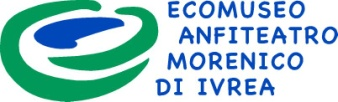 ECOMUSEO
ANFITEATRO
MORENICO
DI IVREA